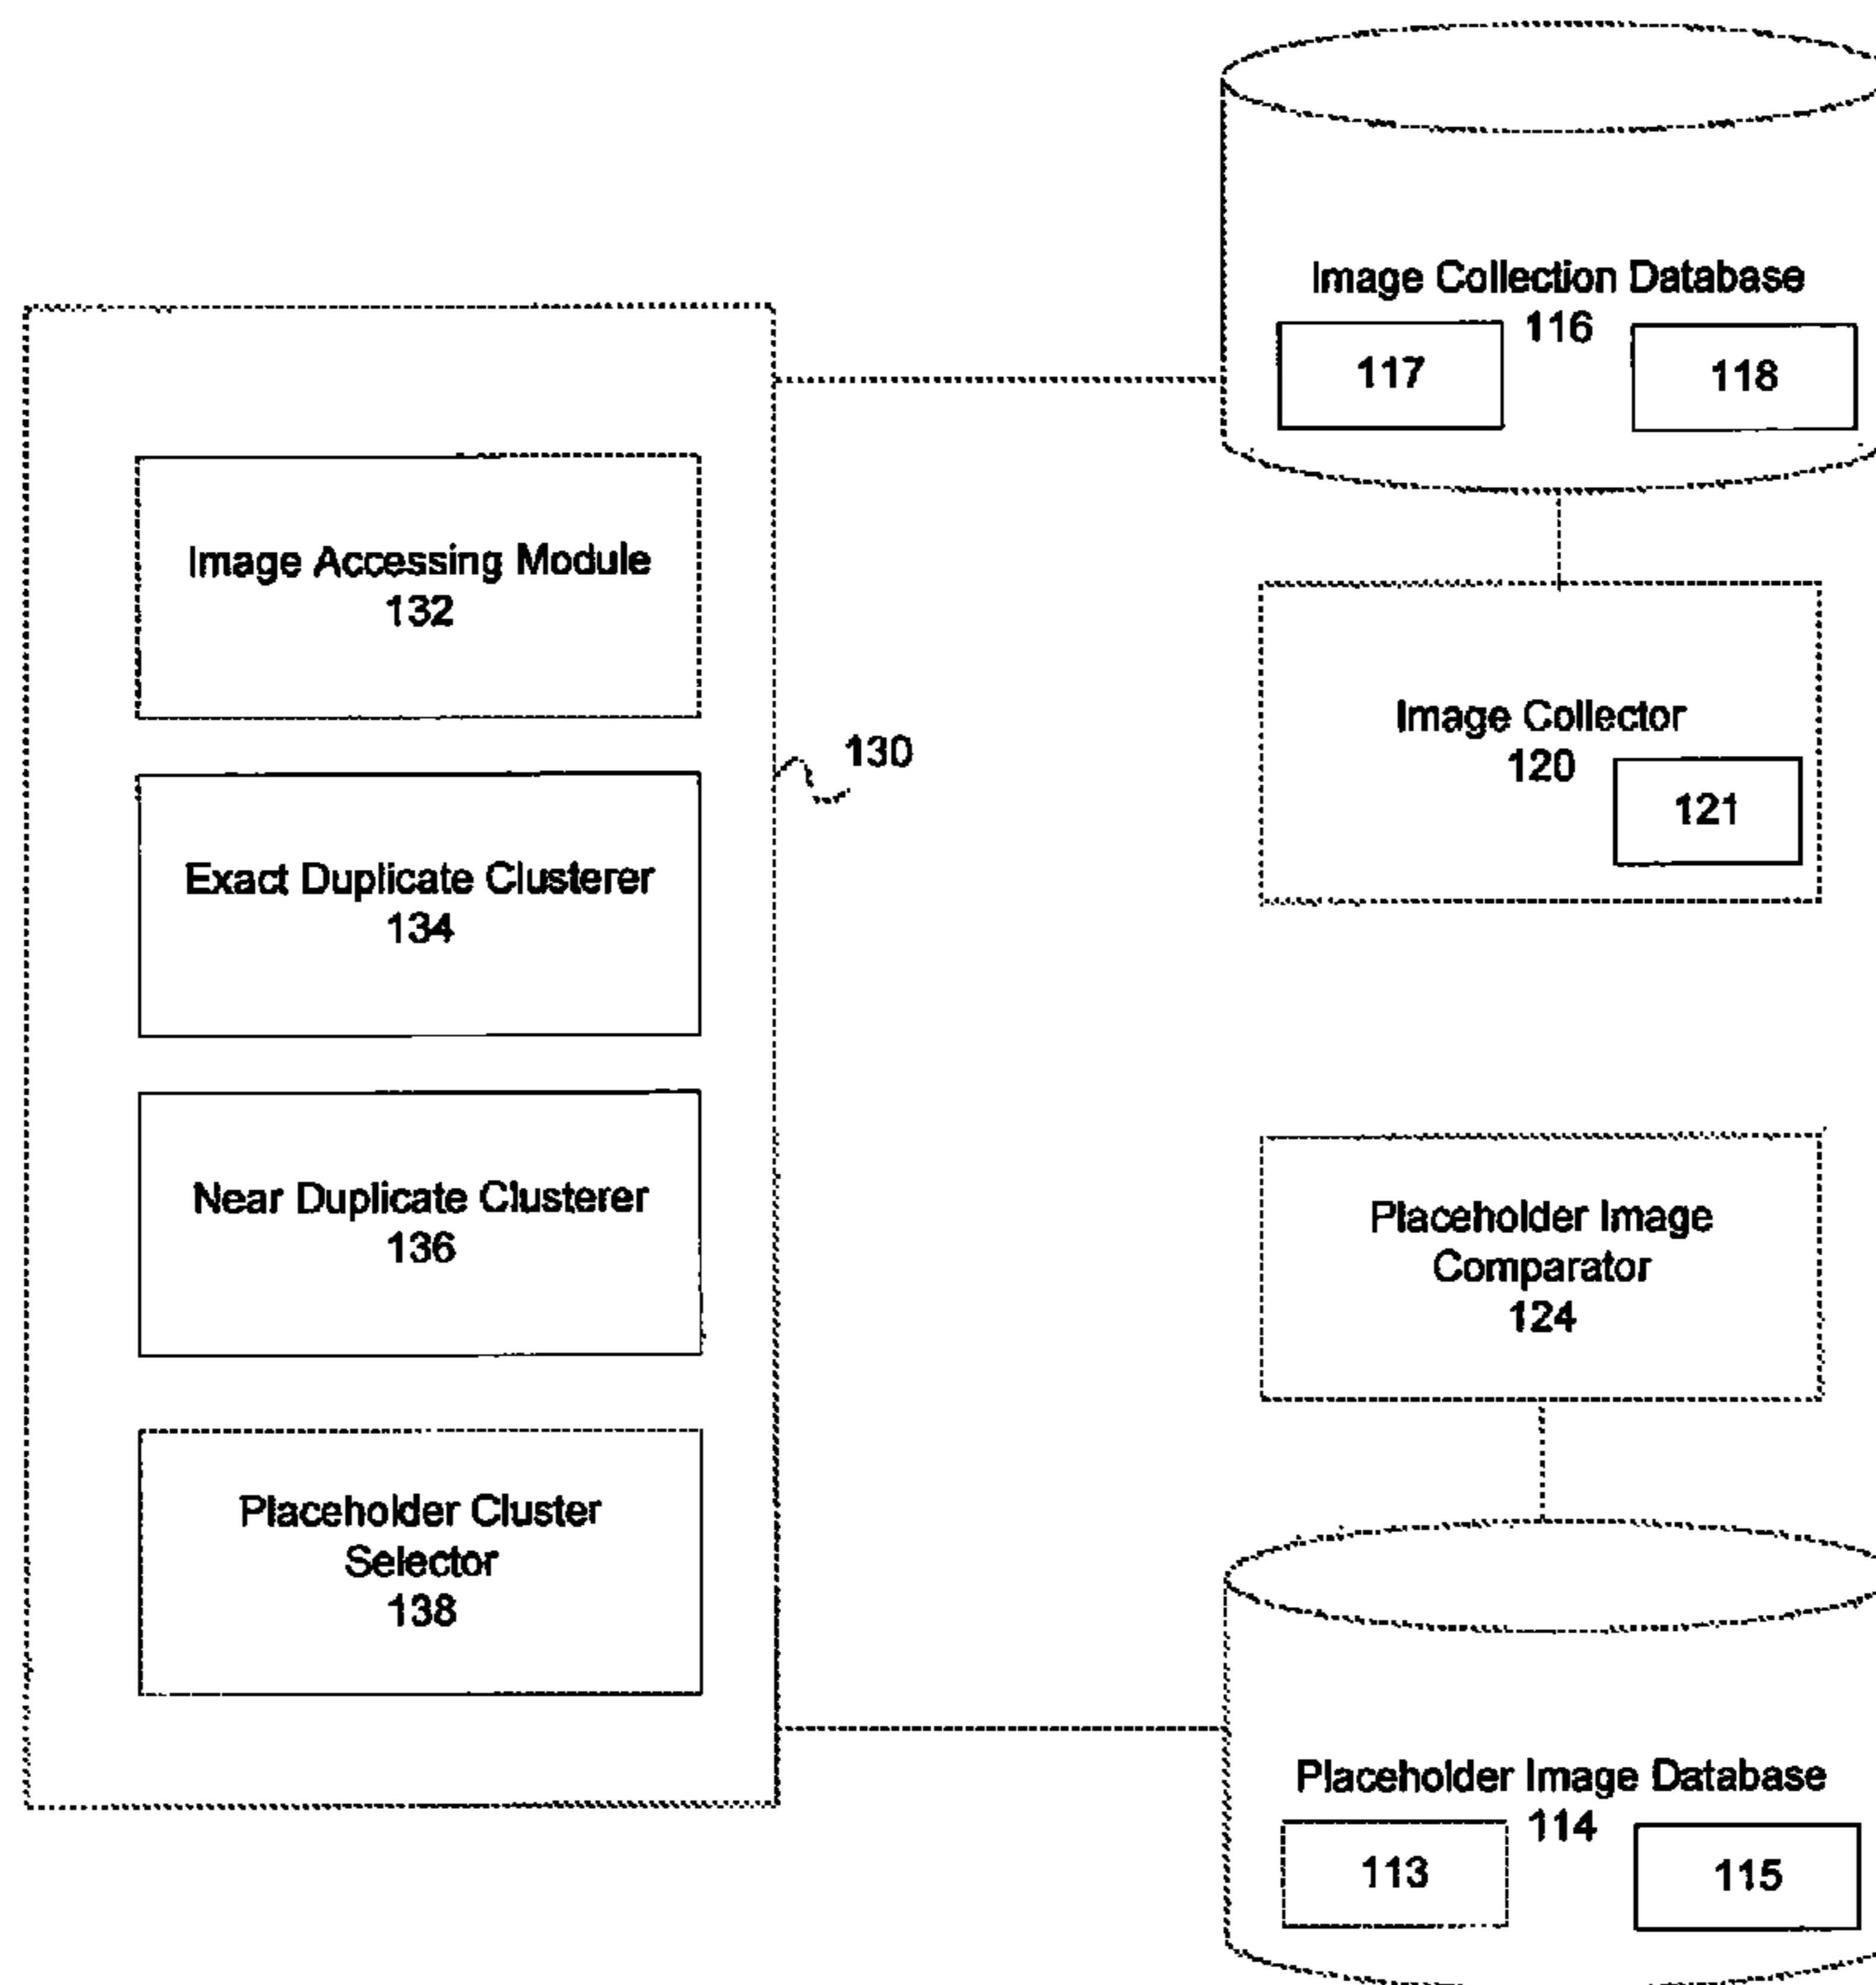 Image Collection Database
116
117
118
Image Accessing Module
132
Image Collector
120
121
130
Exact Duplicate Clusterer
134
Near Duplicate Clusterer
136
Placeholder Image
Comparator
124
Placeholder Cluster
Selector
138
Placeholder Image Database
114
113
115